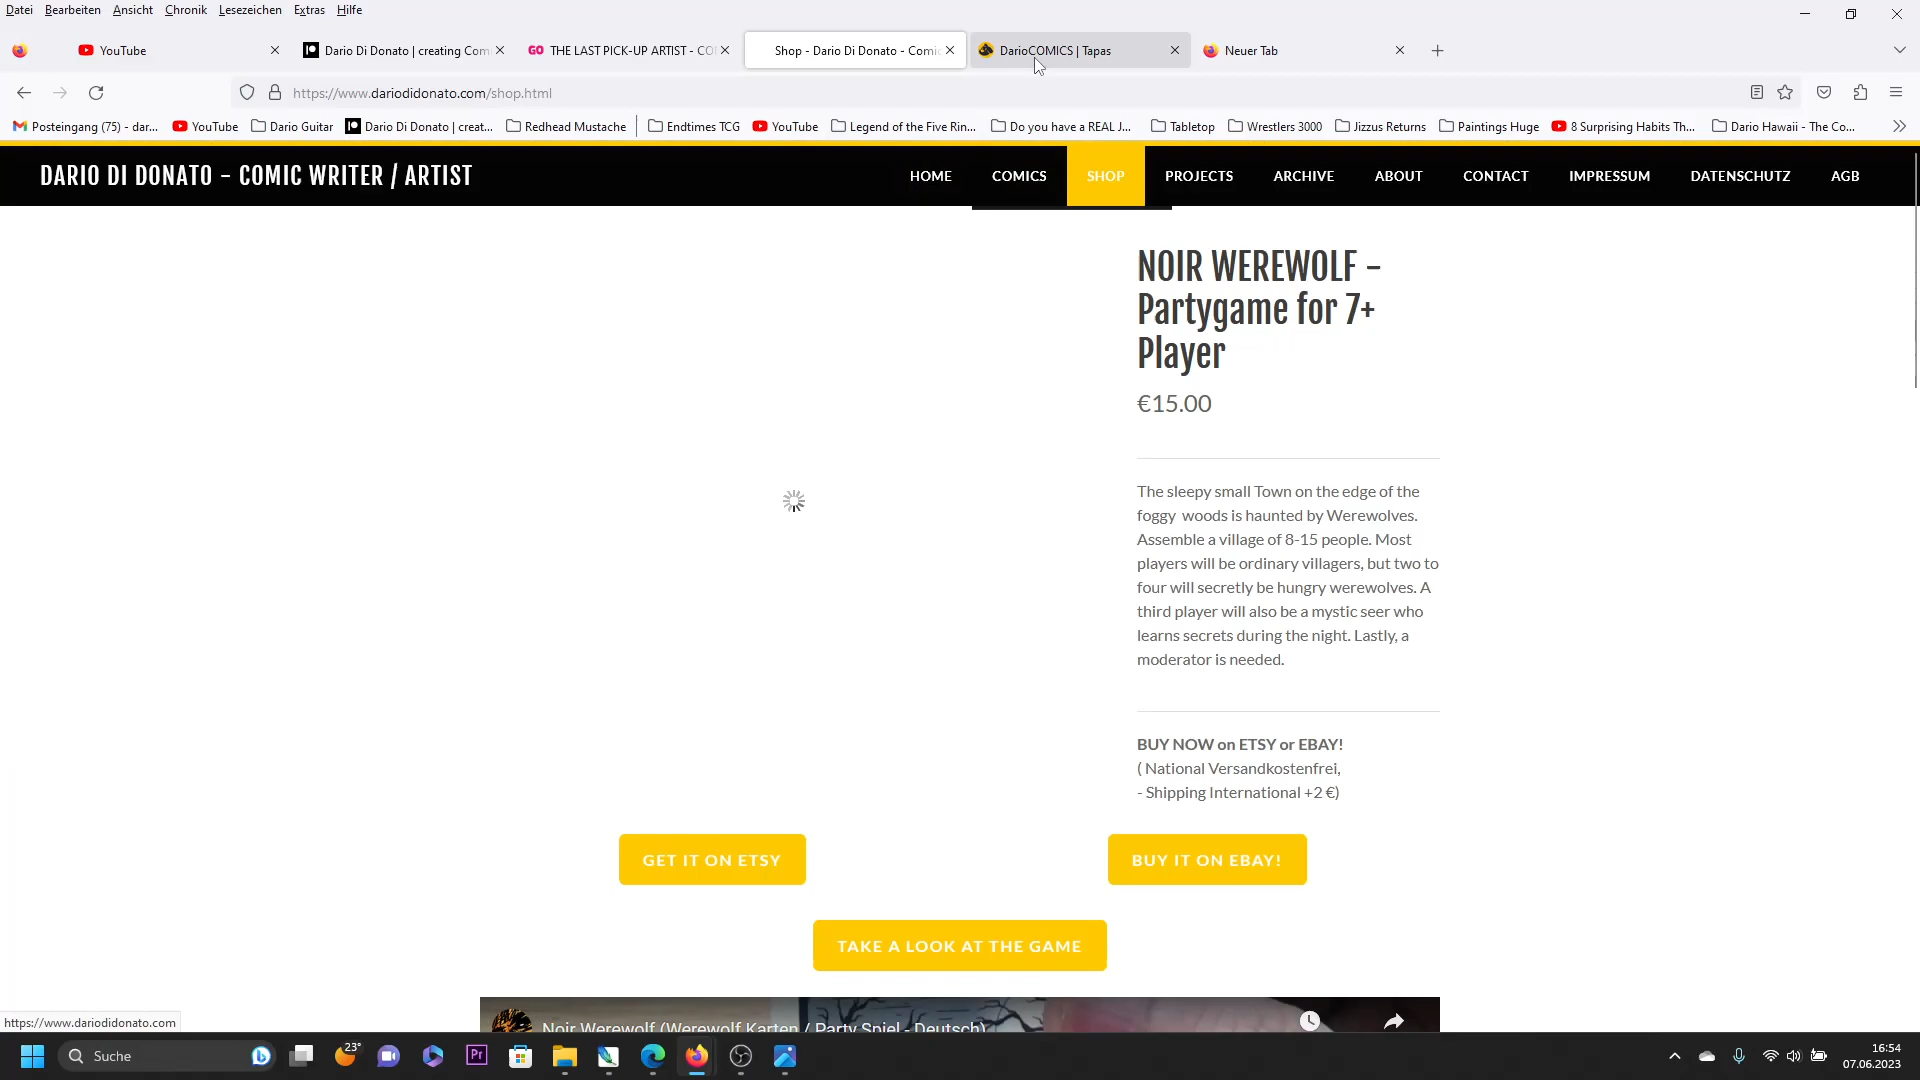 Datei Bearbeiten Ansicht Chronik Lesezeichen Extras Hilfe
YouTube
Dario Di Donato | creating Com
GO THE LAST PICK-UP ARTIST - CO
Shop - Dario Di Donato - Comic
DarioCOMICS | Tapas
Neuer Tab
https://www.dariodidonato.com/shop.html
Posteingang (75) - dar... YouTube Dario Guitar Dario Di Donato | creat... Redhead Mustache Endtimes TCG YouTube Legend of the Five Rin... Do you have a REAL J... Tabletop Wrestlers 3000 Jizzus Returns Paintings Huge 8 Surprising Habits Th... Dario Hawaii - The Co...
DARIO DI DONATO - COMIC WRITER / ARTIST
HOME COMICS SHOP PROJECTS ARCHIVE ABOUT CONTACT IMPRESSUM DATENSCHUTZ AGB
NOIR WEREWOLF -
Partygame for 7+
Player
€15.00
The sleepy small Town on the edge of the
foggy woods is haunted by Werewolves.
Assemble a village of 8-15 people. Most
players will be ordinary villagers, but two to
four will secretly be hungry werewolves. A
third player will also be a mystic seer who
learns secrets during the night. Lastly, a
moderator is needed.
BUY NOW on ETSY or EBAY!
( National Versandkostenfrei,
- Shipping International +2 €)
GET IT ON ETSY
BUY IT ON EBAY!
TAKE A LOOK AT THE GAME
Noir Werewolf (Werewolf Karten / Party Spiel - Deutsch)
https://www.dariodidonato.com
Suche
23°
Pr
16:54
07.06.2023